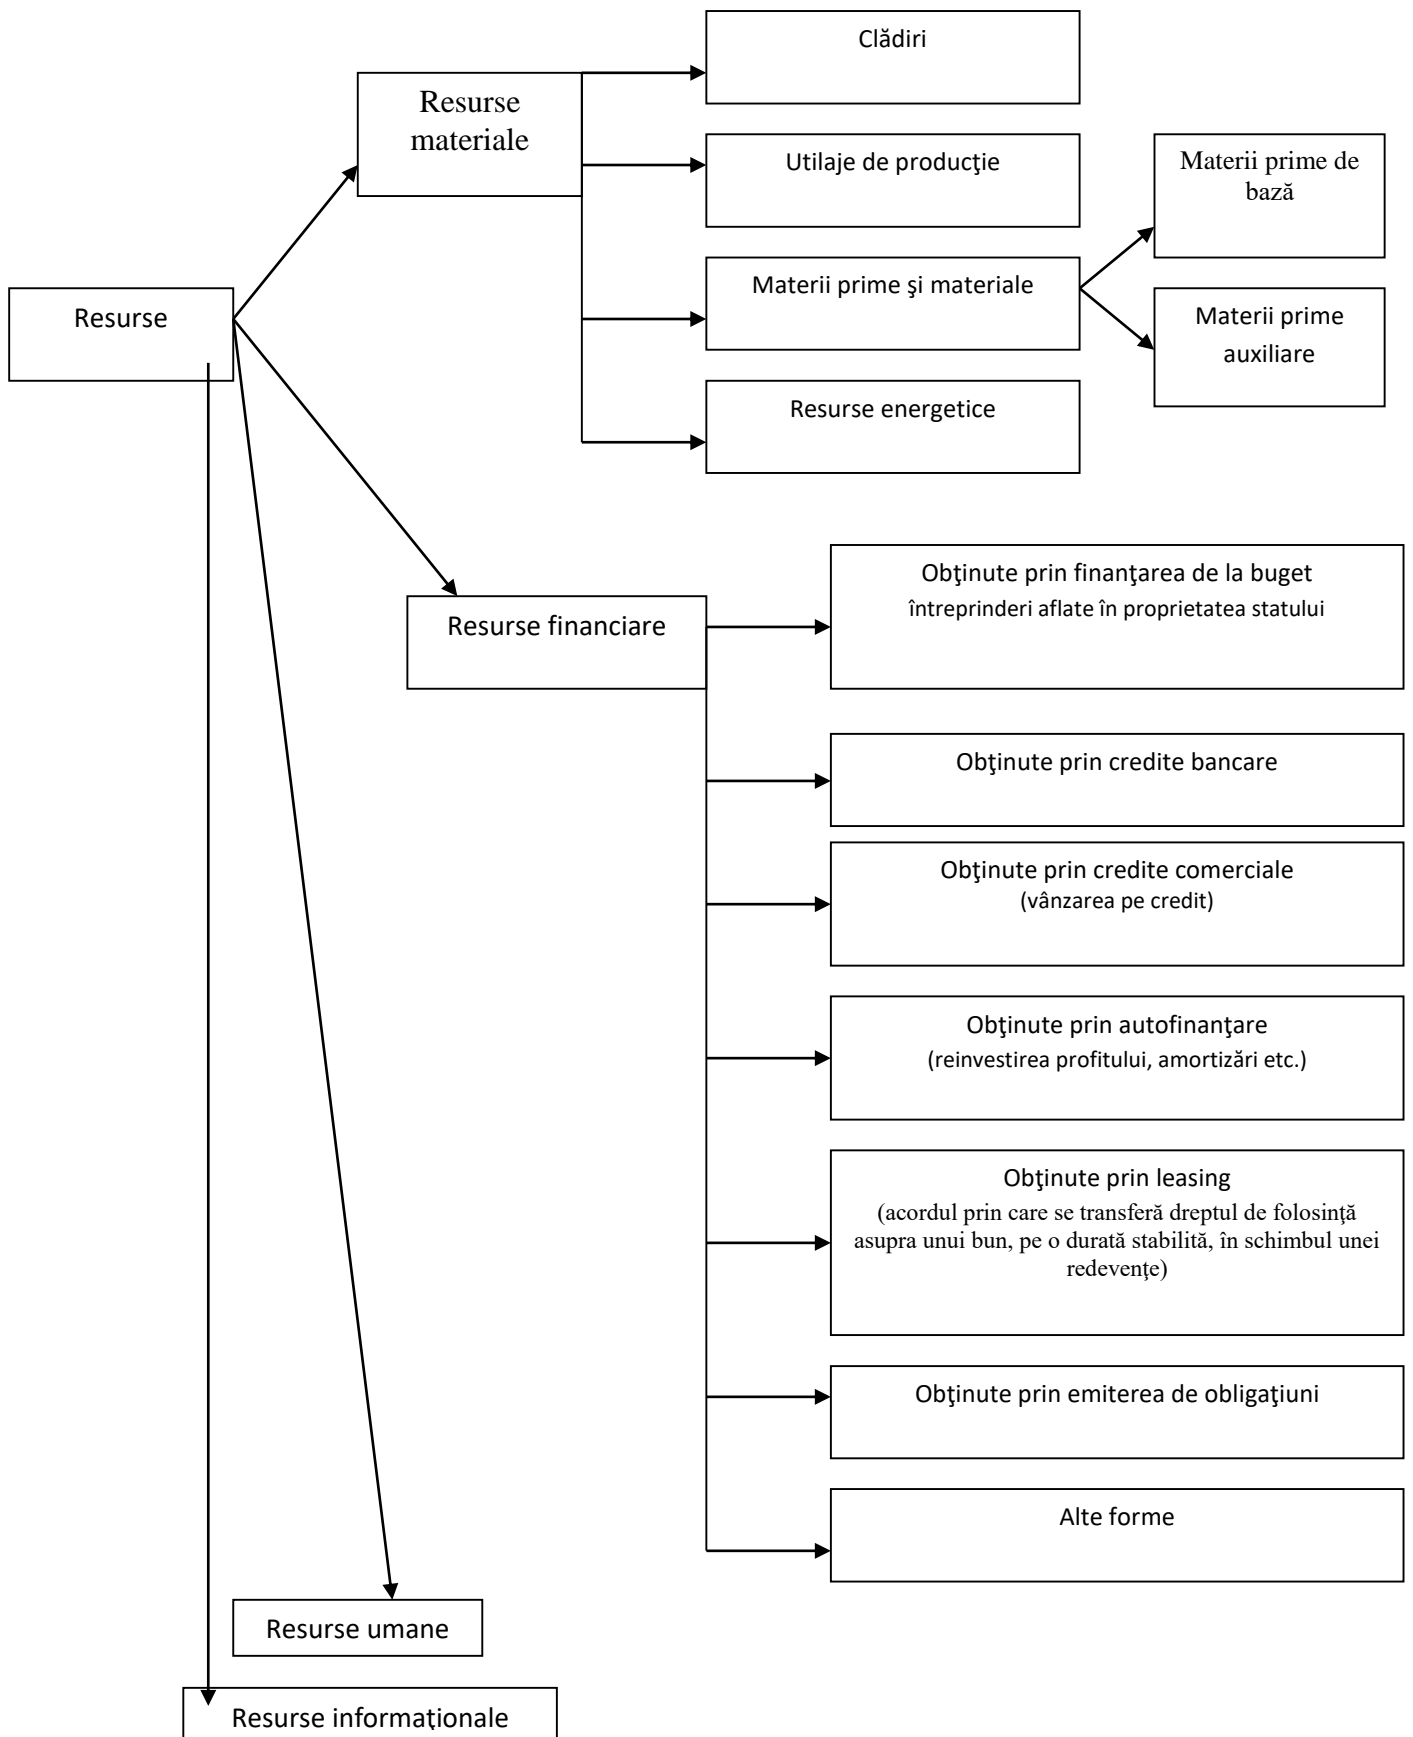 Clădiri
Resurse
materiale
Utilaje de producţie
Materii prime de
bază
Materii prime şi materiale
Resurse
Materii prime
auxiliare
Resurse energetice
Obţinute prin finanţarea de la buget
întreprinderi aflate în proprietatea statului
Resurse financiare
Obţinute prin credite bancare
Obţinute prin credite comerciale
(vânzarea pe credit)
Obţinute prin autofinanţare
(reinvestirea profitului, amortizări etc.)
Obţinute prin leasing
(acordul prin care se transferă dreptul de folosinţă
asupra unui bun, pe o durată stabilită, în schimbul unei
redevenţe)
Obţinute prin emiterea de obligaţiuni
Alte forme
Resurse umane
Resurse informaţionale